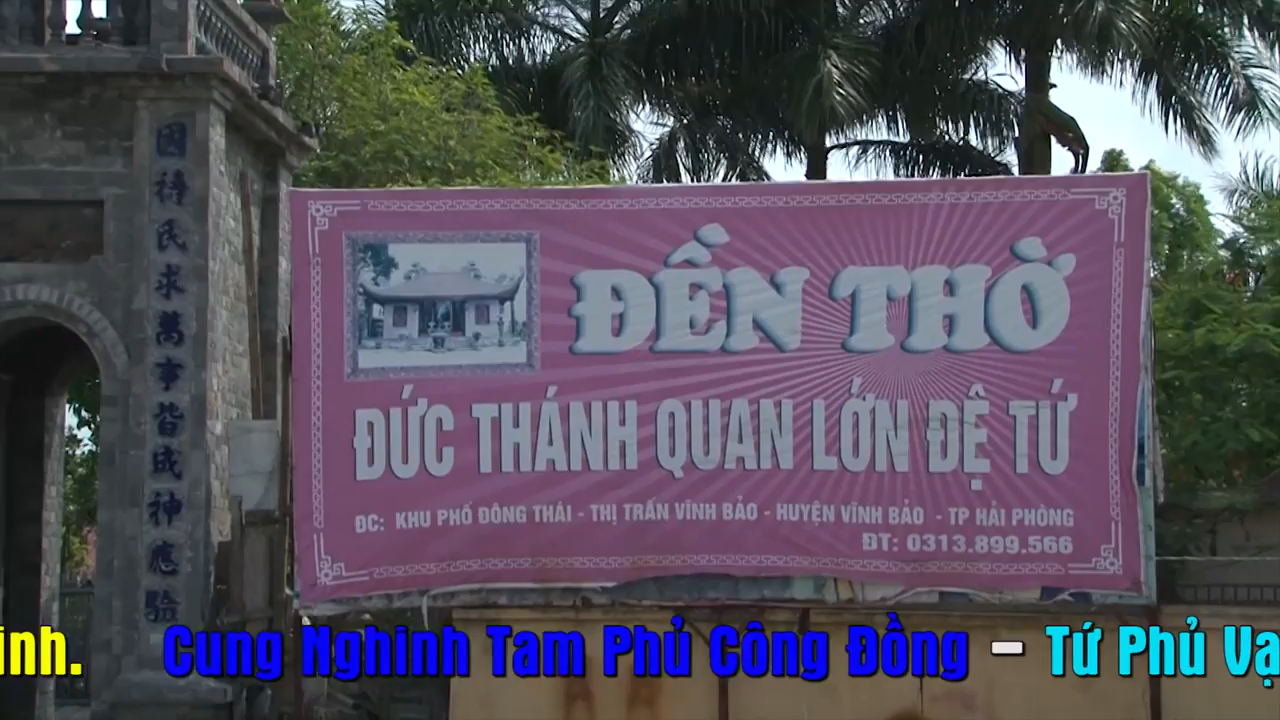 國
禱
民
求
萬
事
皆
成
神
應
驗
ĐỀN THỜ
ĐỨC THÁNH QUAN LỚN ĐỆ TỨ
ĐC: KHU PHỐ ĐÔNG THÁI - THỊ TRẤN VĨNH BẢO - HUYỆN VĨNH BẢO - TP HẢI PHÒNG
ĐT: 0313.899.566
inh. Cung Nghinh Tam Phủ Công Đồng - Tứ Phủ Vạ